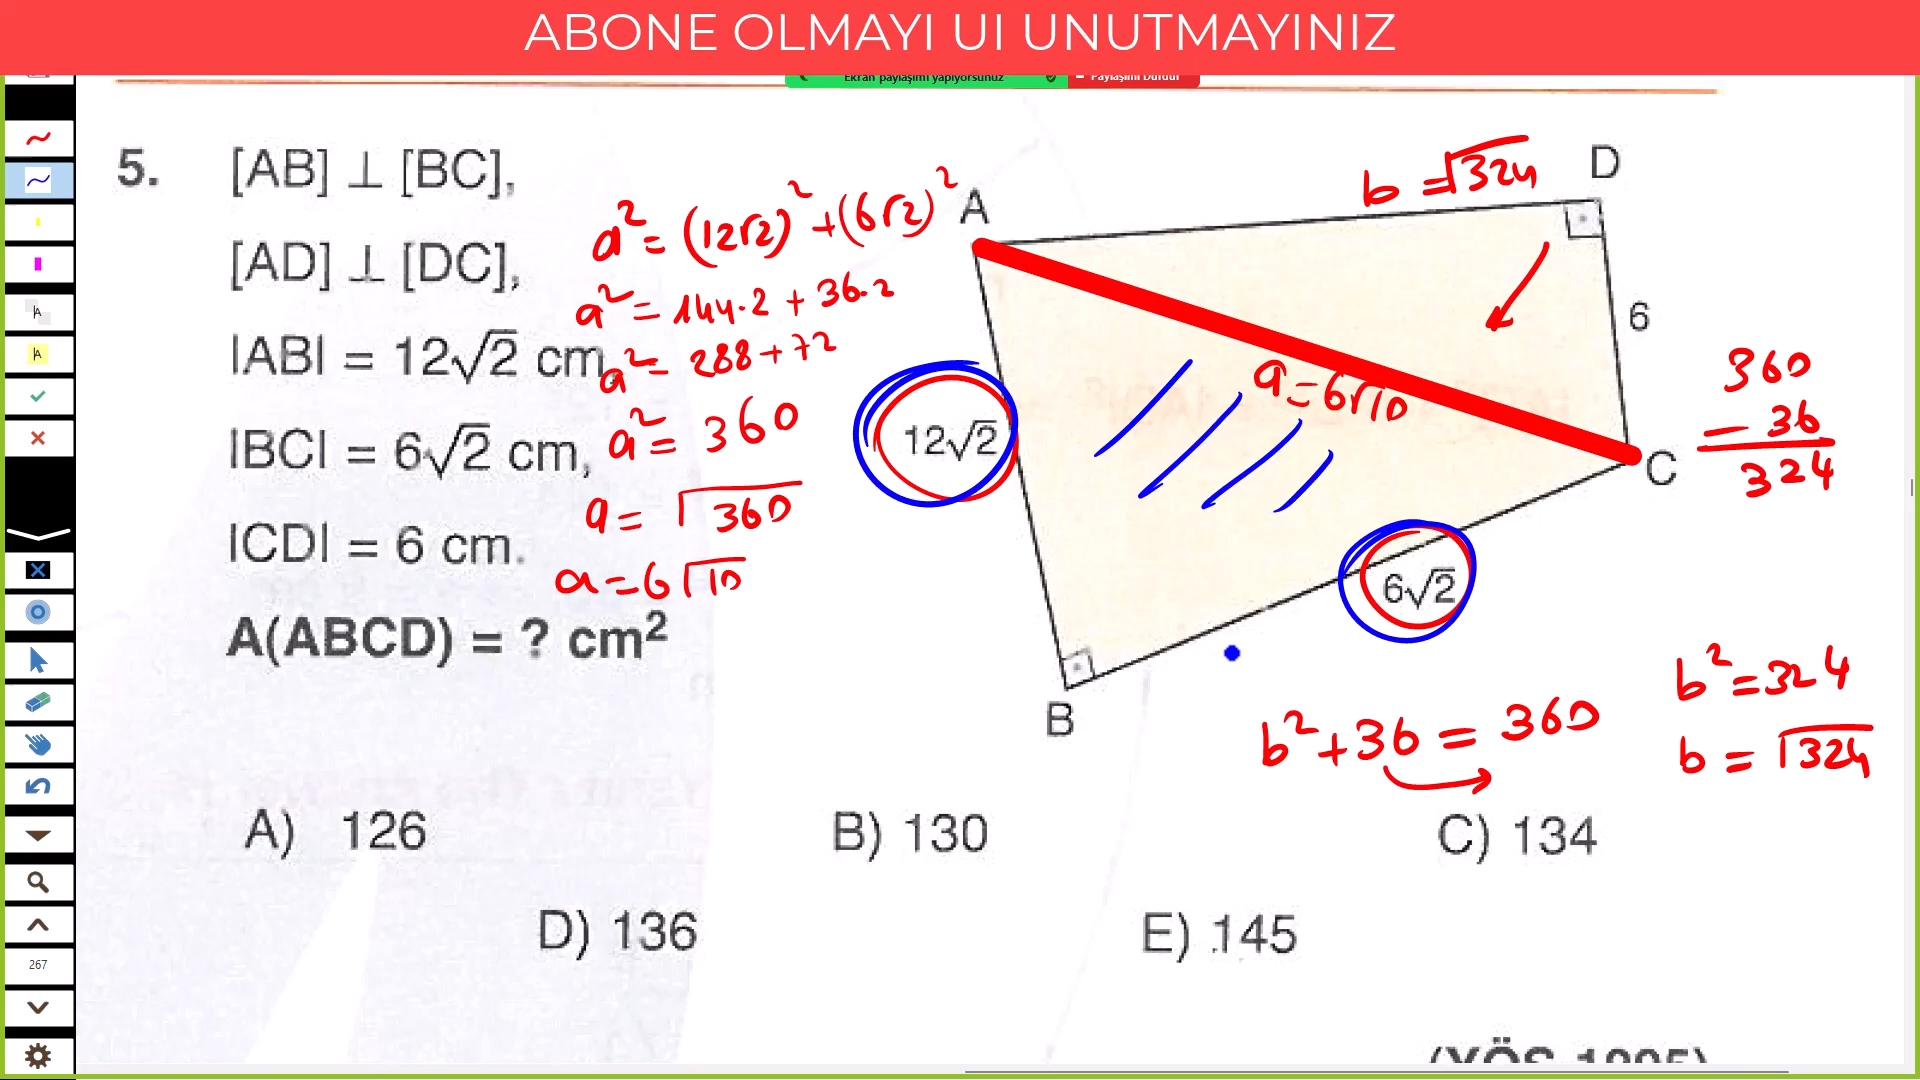 ABONE OLMAYI UI UNUTMAYINIZ
Ekran paylaşımı yapıyorsunuz
Paylaşımı Durdur
5. [AB] ⊥ [BC],
[AD] ⊥ [DC],
|AB| = 12√2 cm,
|BC| = 6√2 cm,
|CD| = 6 cm.
A(ABCD) = ? cm²
a² = (12√2)² + (6√2)²
a² = 144.2 + 36.2
a² = 288 + 72
a² = 360
a = √360
a = 6√10
A
b = √324
D
6
a = 6√10
12√2
C
6√2
B
360
- 36
324
b² + 36 = 360
b² = 324
b = √324
A) 126
B) 130
C) 134
D) 136
E) 145
267